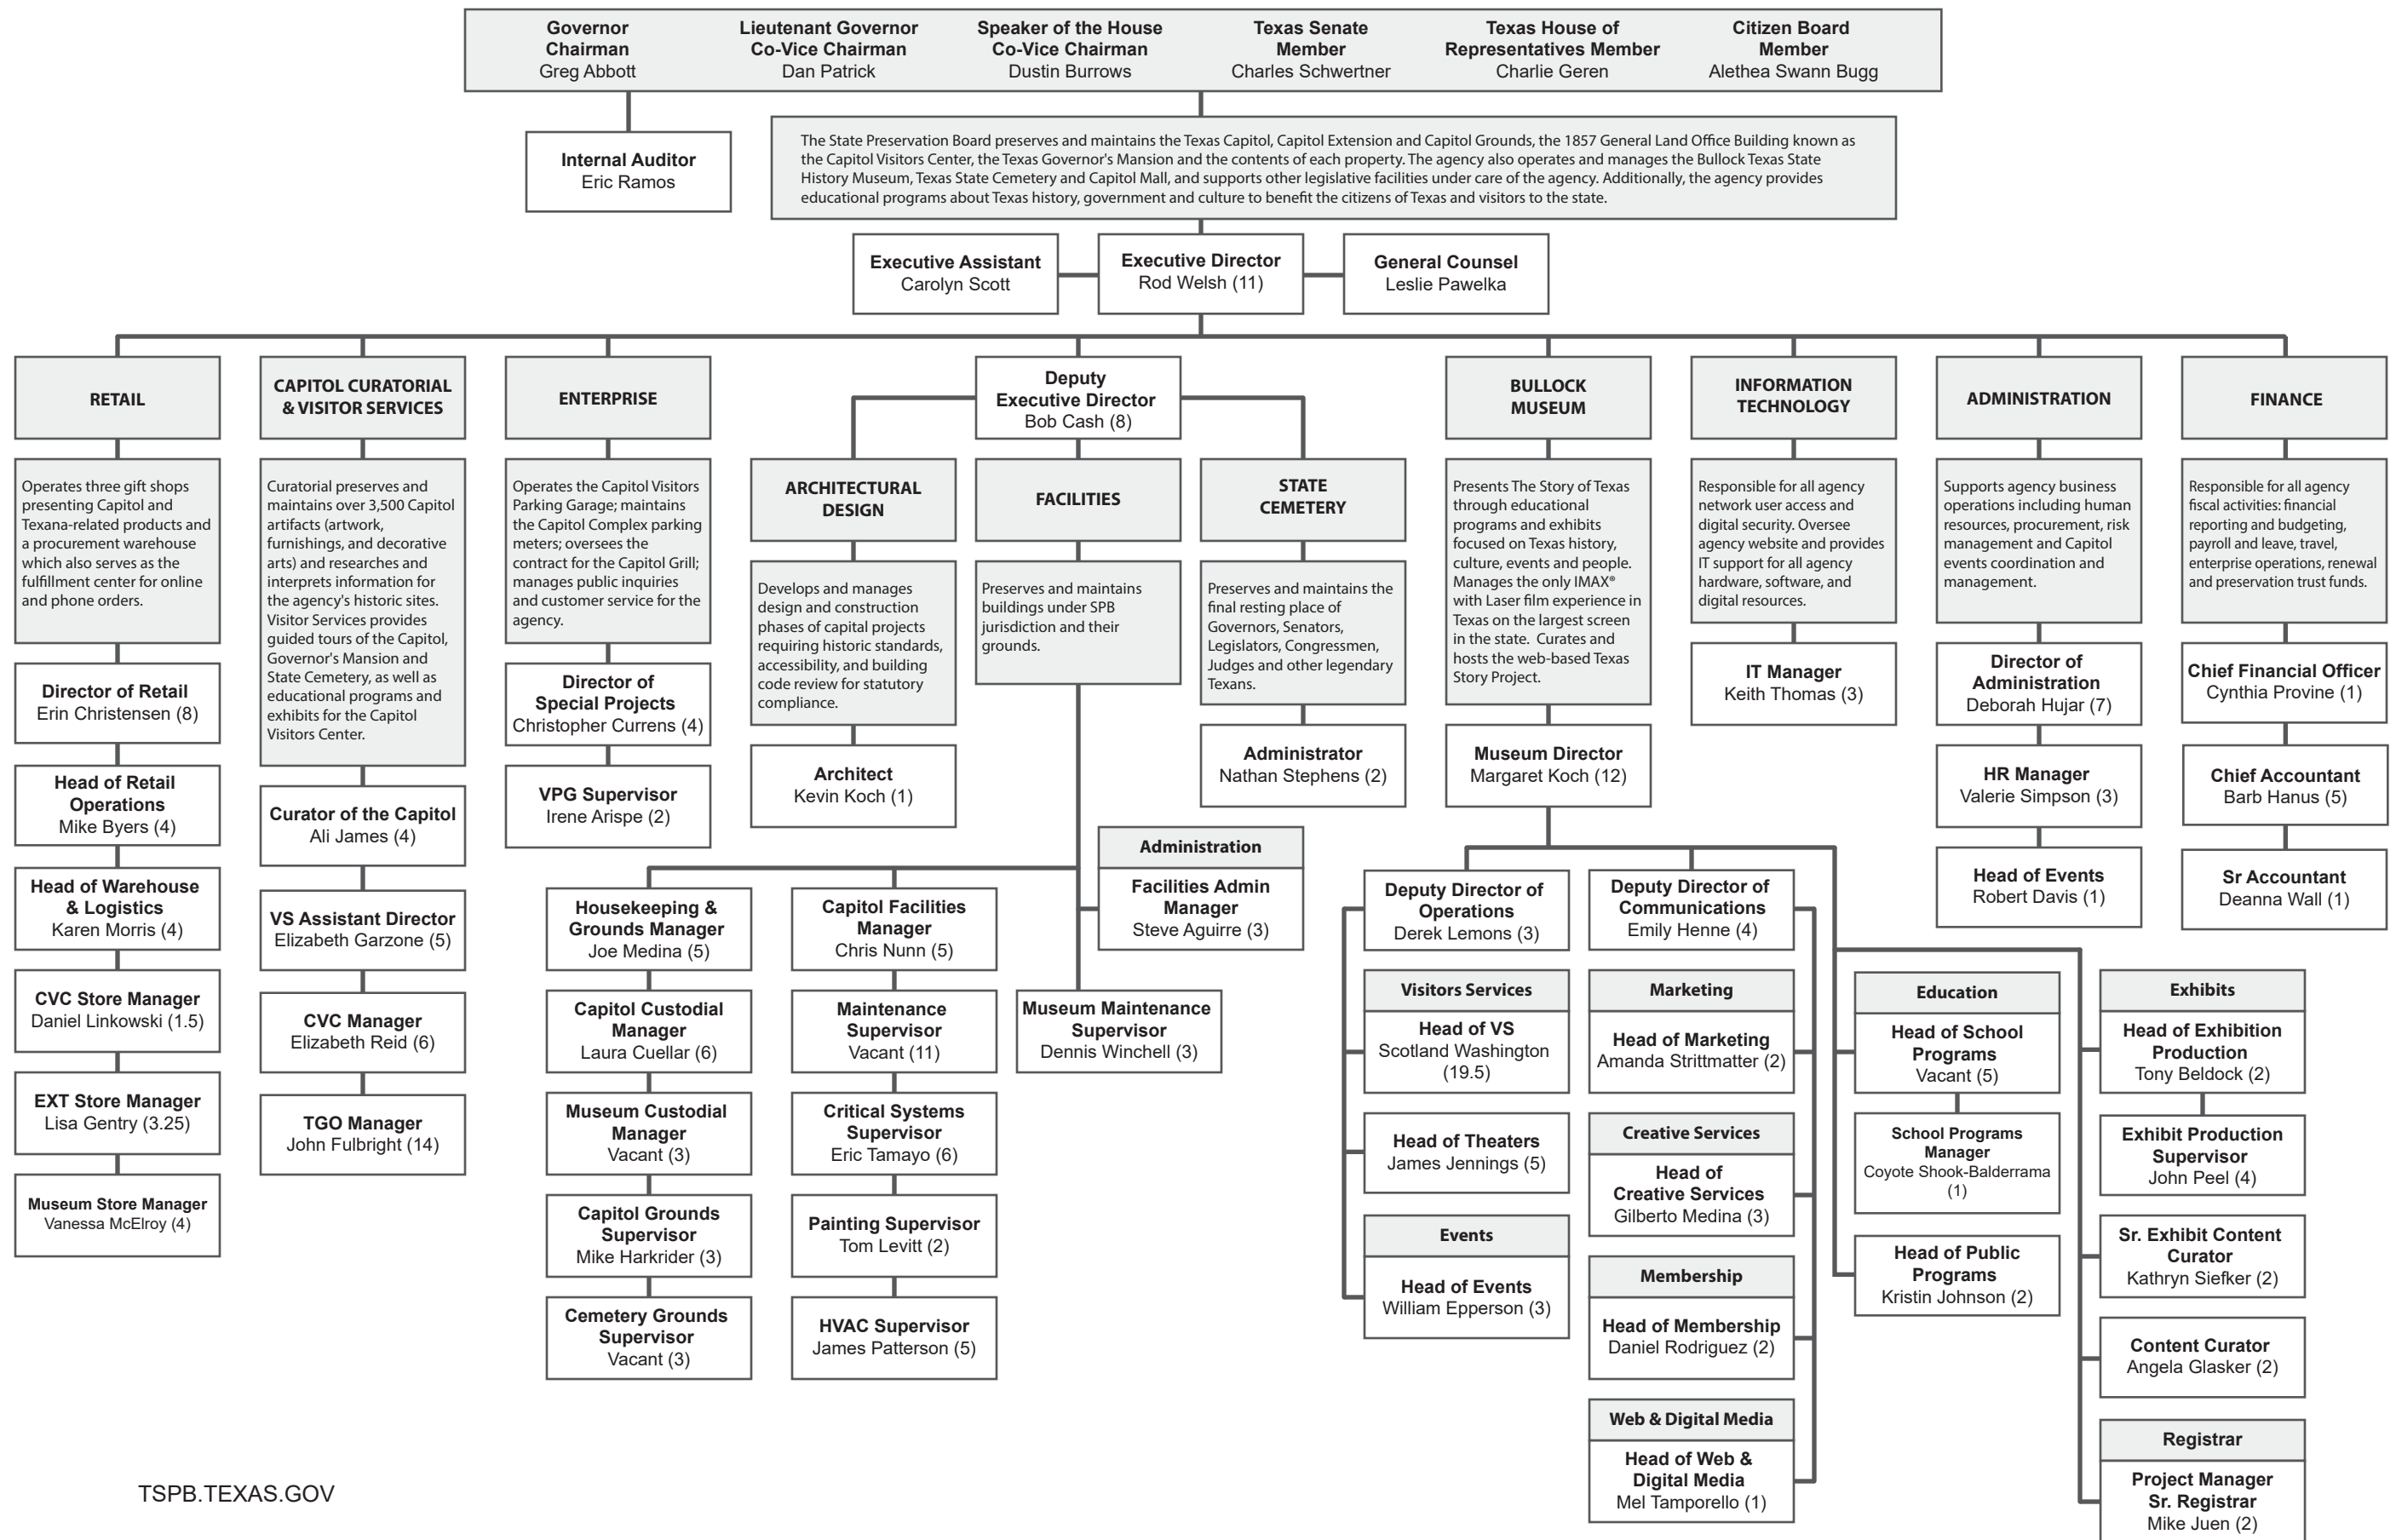 Governor
Chairman
Greg Abbott
Lieutenant Governor
Co-Vice Chairman
Dan Patrick
Speaker of the House
Co-Vice Chairman
Dustin Burrows
Texas Senate
Member
Charles Schwertner
Texas House of
Representatives Member
Charlie Geren
Citizen Board
Member
Alethea Swann Bugg
Internal Auditor
Eric Ramos
The State Preservation Board preserves and maintains the Texas Capitol, Capitol Extension and Capitol Grounds, the 1857 General Land Office Building known as
the Capitol Visitors Center, the Texas Governor's Mansion and the contents of each property. The agency also operates and manages the Bullock Texas State
History Museum, Texas State Cemetery and Capitol Mall, and supports other legislative facilities under care of the agency. Additionally, the agency provides
educational programs about Texas history, government and culture to benefit the citizens of Texas and visitors to the state.
Executive Assistant
Carolyn Scott
Executive Director
Rod Welsh (11)
General Counsel
Leslie Pawelka
RETAIL
Operates three gift shops
presenting Capitol and
Texana-related products and
a procurement warehouse
which also serves as the
fulfillment center for online
and phone orders.
Director of Retail
Erin Christensen (8)
Head of Retail
Operations
Mike Byers (4)
Head of Warehouse
& Logistics
Karen Morris (4)
CVC Store Manager
Daniel Linkowski (1.5)
EXT Store Manager
Lisa Gentry (3.25)
Museum Store Manager
Vanessa McElroy (4)
CAPITOL CURATORIAL
& VISITOR SERVICES
Curatorial preserves and
maintains over 3,500 Capitol
artifacts (artwork,
furnishings, and decorative
arts) and researches and
interprets information for
the agency's historic sites.
Visitor Services provides
guided tours of the Capitol,
Governor's Mansion and
State Cemetery, as well as
educational programs and
exhibits for the Capitol
Visitors Center.
Curator of the Capitol
Ali James (4)
VS Assistant Director
Elizabeth Garzone (5)
CVC Manager
Elizabeth Reid (6)
TGO Manager
John Fulbright (14)
ENTERPRISE
Operates the Capitol Visitors
Parking Garage; maintains
the Capitol Complex parking
meters; oversees the
contract for the Capitol Grill;
manages public inquiries
and customer service for the
agency.
Director of
Special Projects
Christopher Currens (4)
VPG Supervisor
Irene Arispe (2)
Deputy
Executive Director
Bob Cash (8)
ARCHITECTURAL
DESIGN
Develops and manages
design and construction
phases of capital projects
requiring historic standards,
accessibility, and building
code review for statutory
compliance.
Architect
Kevin Koch (1)
FACILITIES
Preserves and maintains
buildings under SPB
jurisdiction and their
grounds.
STATE
CEMETERY
Preserves and maintains the
final resting place of
Governors, Senators,
Legislators, Congressmen,
Judges and other legendary
Texans.
Administrator
Nathan Stephens (2)
Administration
Facilities Admin
Manager
Steve Aguirre (3)
Housekeeping &
Grounds Manager
Joe Medina (5)
Capitol Custodial
Manager
Laura Cuellar (6)
Museum Custodial
Manager
Vacant (3)
Capitol Grounds
Supervisor
Mike Harkrider (3)
Cemetery Grounds
Supervisor
Vacant (3)
Capitol Facilities
Manager
Chris Nunn (5)
Maintenance
Supervisor
Vacant (11)
Critical Systems
Supervisor
Eric Tamayo (6)
Painting Supervisor
Tom Levitt (2)
HVAC Supervisor
James Patterson (5)
Museum Maintenance
Supervisor
Dennis Winchell (3)
BULLOCK
MUSEUM
Presents The Story of Texas
through educational
programs and exhibits
focused on Texas history,
culture, events and people.
Manages the only IMAX®
with Laser film experience in
Texas on the largest screen
in the state. Curates and
hosts the web-based Texas
Story Project.
Museum Director
Margaret Koch (12)
Deputy Director of
Operations
Derek Lemons (3)
Visitors Services
Head of VS
Scotland Washington
(19.5)
Head of Theaters
James Jennings (5)
Events
Head of Events
William Epperson (3)
Deputy Director of
Communications
Emily Henne (4)
Marketing
Head of Marketing
Amanda Strittmatter (2)
Creative Services
Head of
Creative Services
Gilberto Medina (3)
Membership
Head of Membership
Daniel Rodriguez (2)
Web & Digital Media
Head of Web &
Digital Media
Mel Tamporello (1)
Education
Head of School
Programs
Vacant (5)
School Programs
Manager
Coyote Shook-Balderrama
(1)
Head of Public
Programs
Kristin Johnson (2)
Exhibits
Head of Exhibition
Production
Tony Beldock (2)
Exhibit Production
Supervisor
John Peel (4)
Sr. Exhibit Content
Curator
Kathryn Siefker (2)
Content Curator
Angela Glasker (2)
Registrar
Project Manager
Sr. Registrar
Mike Juen (2)
INFORMATION
TECHNOLOGY
Responsible for all agency
network user access and
digital security. Oversee
agency website and provides
IT support for all agency
hardware, software, and
digital resources.
IT Manager
Keith Thomas (3)
ADMINISTRATION
Supports agency business
operations including human
resources, procurement, risk
management and Capitol
events coordination and
management.
Director of
Administration
Deborah Hujar (7)
HR Manager
Valerie Simpson (3)
Head of Events
Robert Davis (1)
FINANCE
Responsible for all agency
fiscal activities: financial
reporting and budgeting,
payroll and leave, travel,
enterprise operations, renewal
and preservation trust funds.
Chief Financial Officer
Cynthia Provine (1)
Chief Accountant
Barb Hanus (5)
Sr Accountant
Deanna Wall (1)
TSPB.TEXAS.GOV